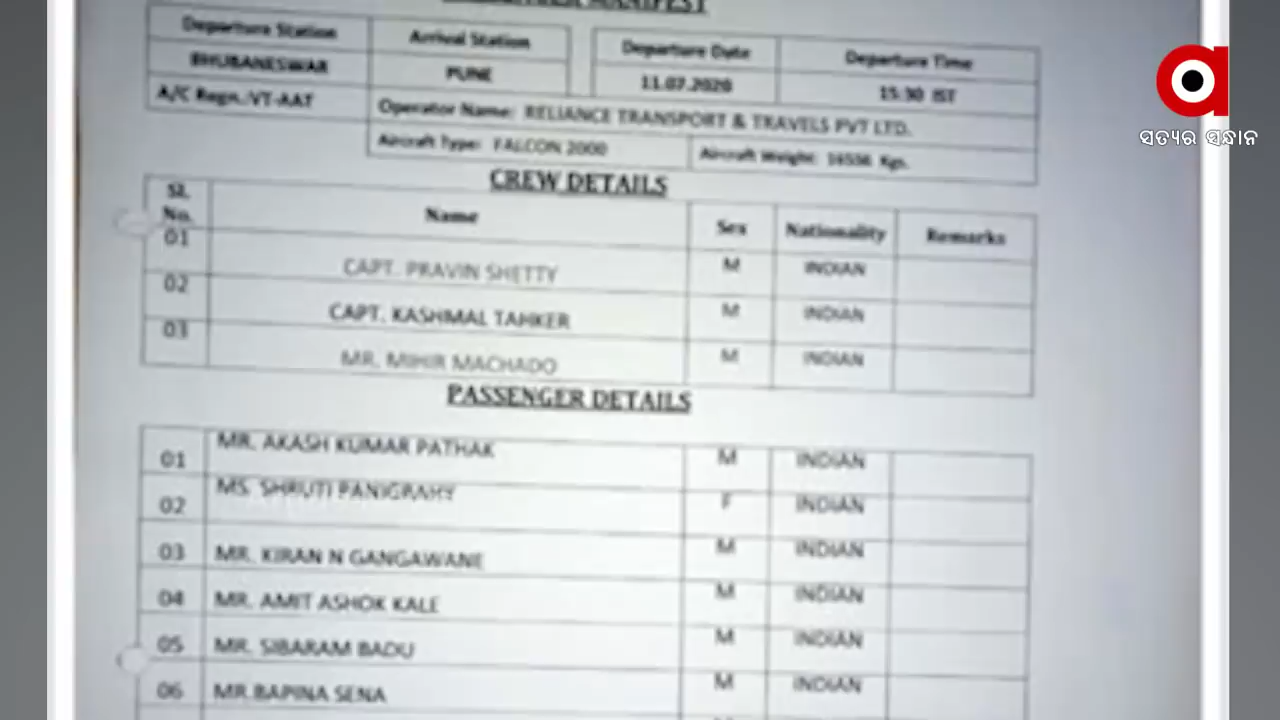 PASSENGER MANIFEST
Departure Station Arrival Station Departure Date Departure Time
BHUBANESWAR PUNE 11.07.2020 15:30 IST
A/C Regn.:VT-AAT Operator Name: RELIANCE TRANSPORT & TRAVELS PVT LTD.
Aircraft Type: FALCON 2000 Aircraft Weight: Kgs.
CREW DETAILS
SL No. Name Sex Nationality Remarks
01 CAPT. PRAVIN SHETTY M INDIAN
02 CAPT. KASHMAL TAHKER M INDIAN
03 MR. MIHIR MACHADO M INDIAN
PASSENGER DETAILS
01 MR. AKASH KUMAR PATHAK M INDIAN
02 MS. SHRUTI PANIGRAHY F INDIAN
03 MR. KIRAN N GANGAWANE M INDIAN
04 MR. AMIT ASHOK KALE M INDIAN
05 MR. SIBARAM BADU M INDIAN
06 MR.BAPINA SENA M INDIAN
ସତ୍ୟର ସନ୍ଧାନ